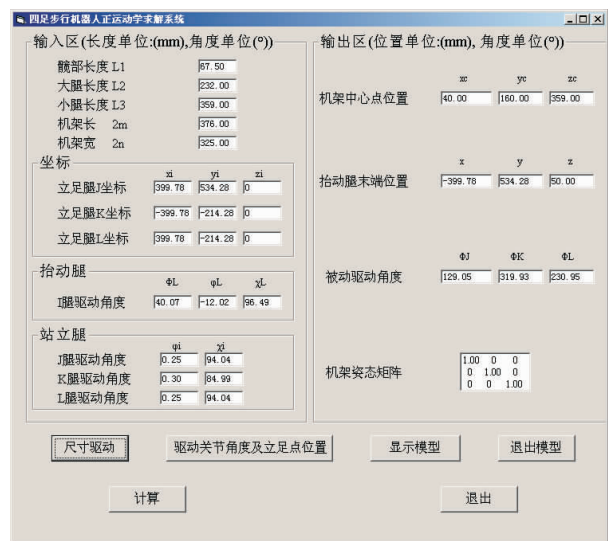 四足步行机器人正运动学求解系统
输入区(长度单位:(mm),角度单位(°))
髋部长度 L1 67.50
大腿长度 L2 232.00
小腿长度 L3 359.00
机架长 2m 376.00
机架宽 2n 325.00
坐标
xi yi zi
立足腿J坐标 399.78 534.28 0
立足腿K坐标 -399.78 -214.28 0
立足腿L坐标 399.78 -214.28 0
抬动腿
ΦL φL χL
I腿驱动角度 40.07 -12.02 96.49
站立腿
φi χi
J腿驱动角度 0.25 94.04
K腿驱动角度 0.30 84.99
L腿驱动角度 0.25 94.04
输出区(位置单位:(mm), 角度单位(°))
xc yc zc
机架中心点位置 40.00 160.00 359.00
x y z
抬动腿末端位置 -399.78 534.28 50.00
ΦJ ΦK ΦL
被动驱动角度 129.05 319.93 230.95
机架姿态矩阵
1.00 0 0
0 1.00 0
0 0 1.00
尺寸驱动 驱动关节角度及立足点位置 显示模型 退出模型
计算 退出